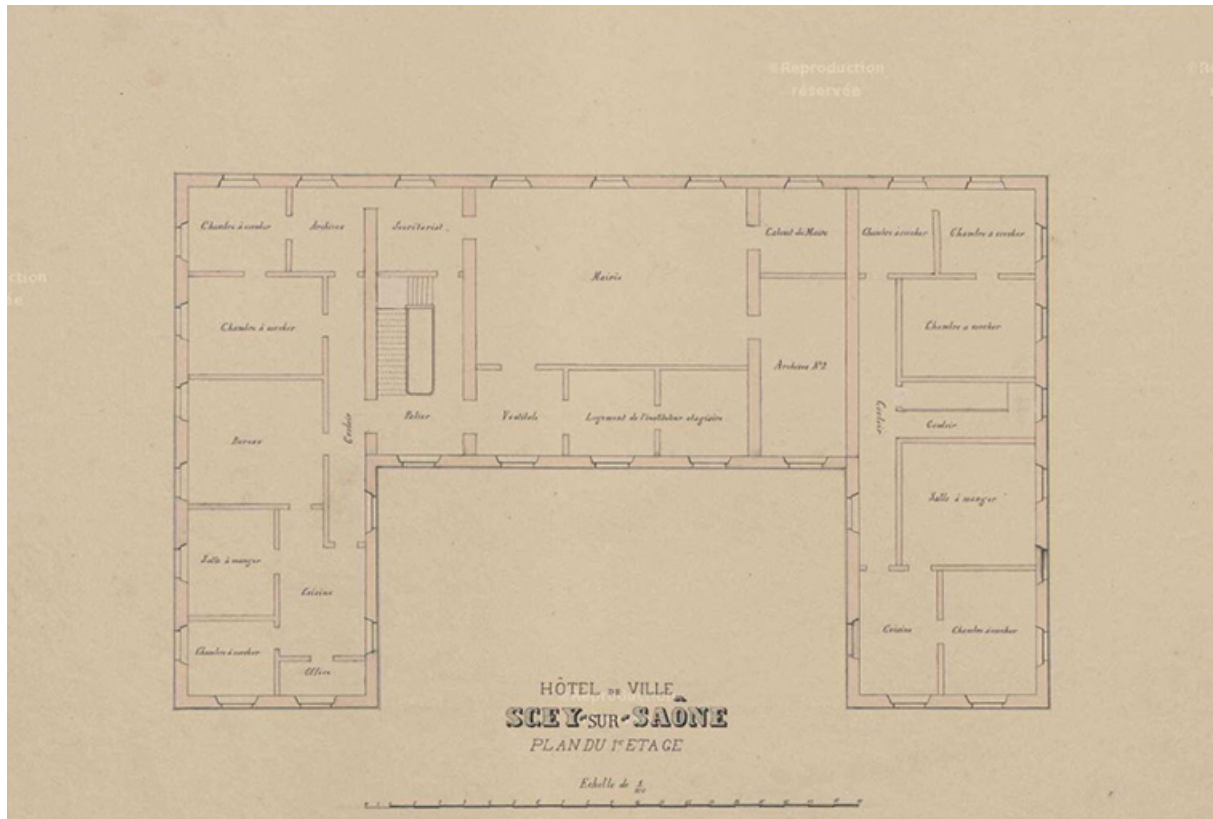 ©Reproduction
réservée
Chambre à coucher
Archives
Secrétariat.
Cabinet du Maire
Chambre à coucher
Chambre à coucher
Mairie
Chambre à coucher
Chambre à coucher
Archives N°2
Palier
Vestibule
Logement de l'instituteur stagiaire
Couloir
Couloir
Couloir
Bureau
Salle à manger
Salle à manger
Cuisine
Chambre à coucher
Cuisine
Chambre à coucher
Office
HÔTEL DE VILLE
SCEY-SUR-SAÔNE
PLAN DU 1er ETAGE
Echelle de